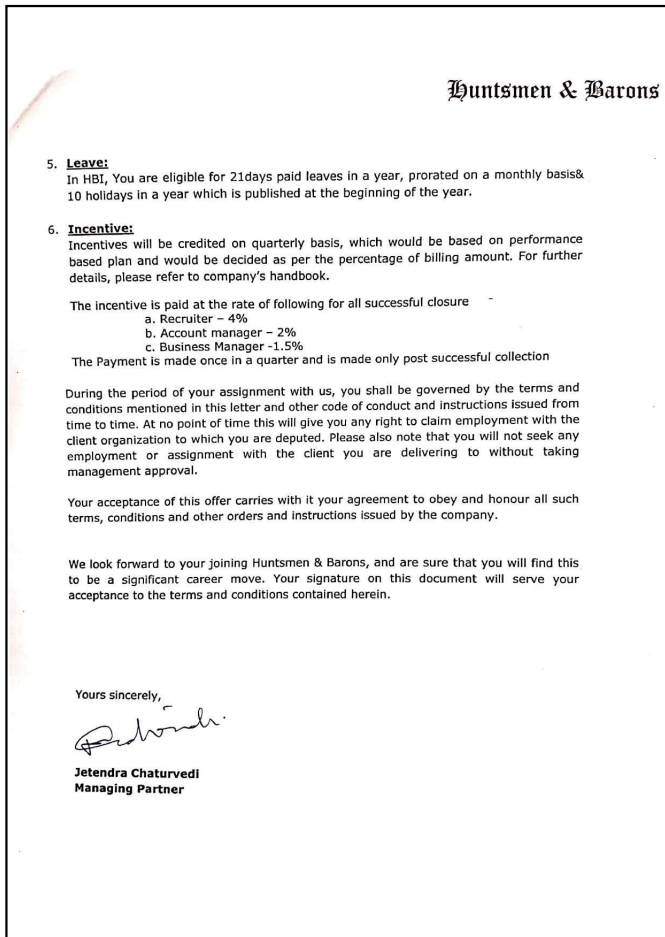 Huntsmen & Barons
5. Leave:
In HBI, You are eligible for 21days paid leaves in a year, prorated on a monthly basis&
10 holidays in a year which is published at the beginning of the year.
6. Incentive:
Incentives will be credited on quarterly basis, which would be based on performance
based plan and would be decided as per the percentage of billing amount. For further
details, please refer to company's handbook.
The incentive is paid at the rate of following for all successful closure
a. Recruiter – 4%
b. Account manager – 2%
c. Business Manager -1.5%
The Payment is made once in a quarter and is made only post successful collection
During the period of your assignment with us, you shall be governed by the terms and
conditions mentioned in this letter and other code of conduct and instructions issued from
time to time. At no point of time this will give you any right to claim employment with the
client organization to which you are deputed. Please also note that you will not seek any
employment or assignment with the client you are delivering to without taking
management approval.
Your acceptance of this offer carries with it your agreement to obey and honour all such
terms, conditions and other orders and instructions issued by the company.
We look forward to your joining Huntsmen & Barons, and are sure that you will find this
to be a significant career move. Your signature on this document will serve your
acceptance to the terms and conditions contained herein.
Yours sincerely,
Jetendra Chaturvedi
Managing Partner